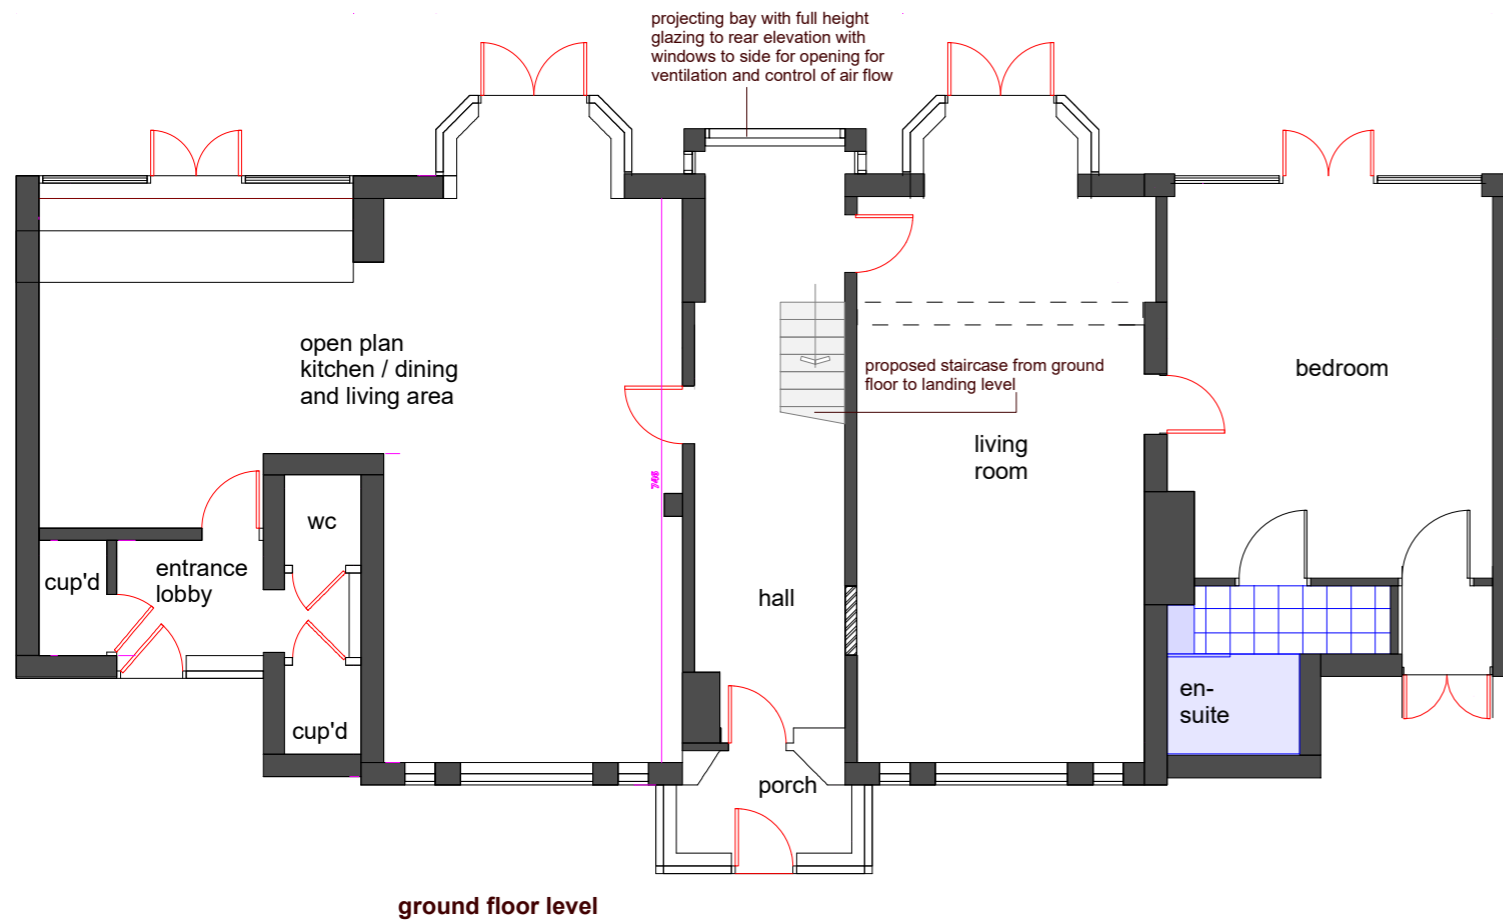 projecting bay with full height
glazing to rear elevation with
windows to side for opening for
ventilation and control of air flow
open plan
kitchen / dining
and living area
proposed staircase from ground
floor to landing level
bedroom
living
room
wc
cup'd
entrance
lobby
hall
en-
suite
cup'd
porch
ground floor level